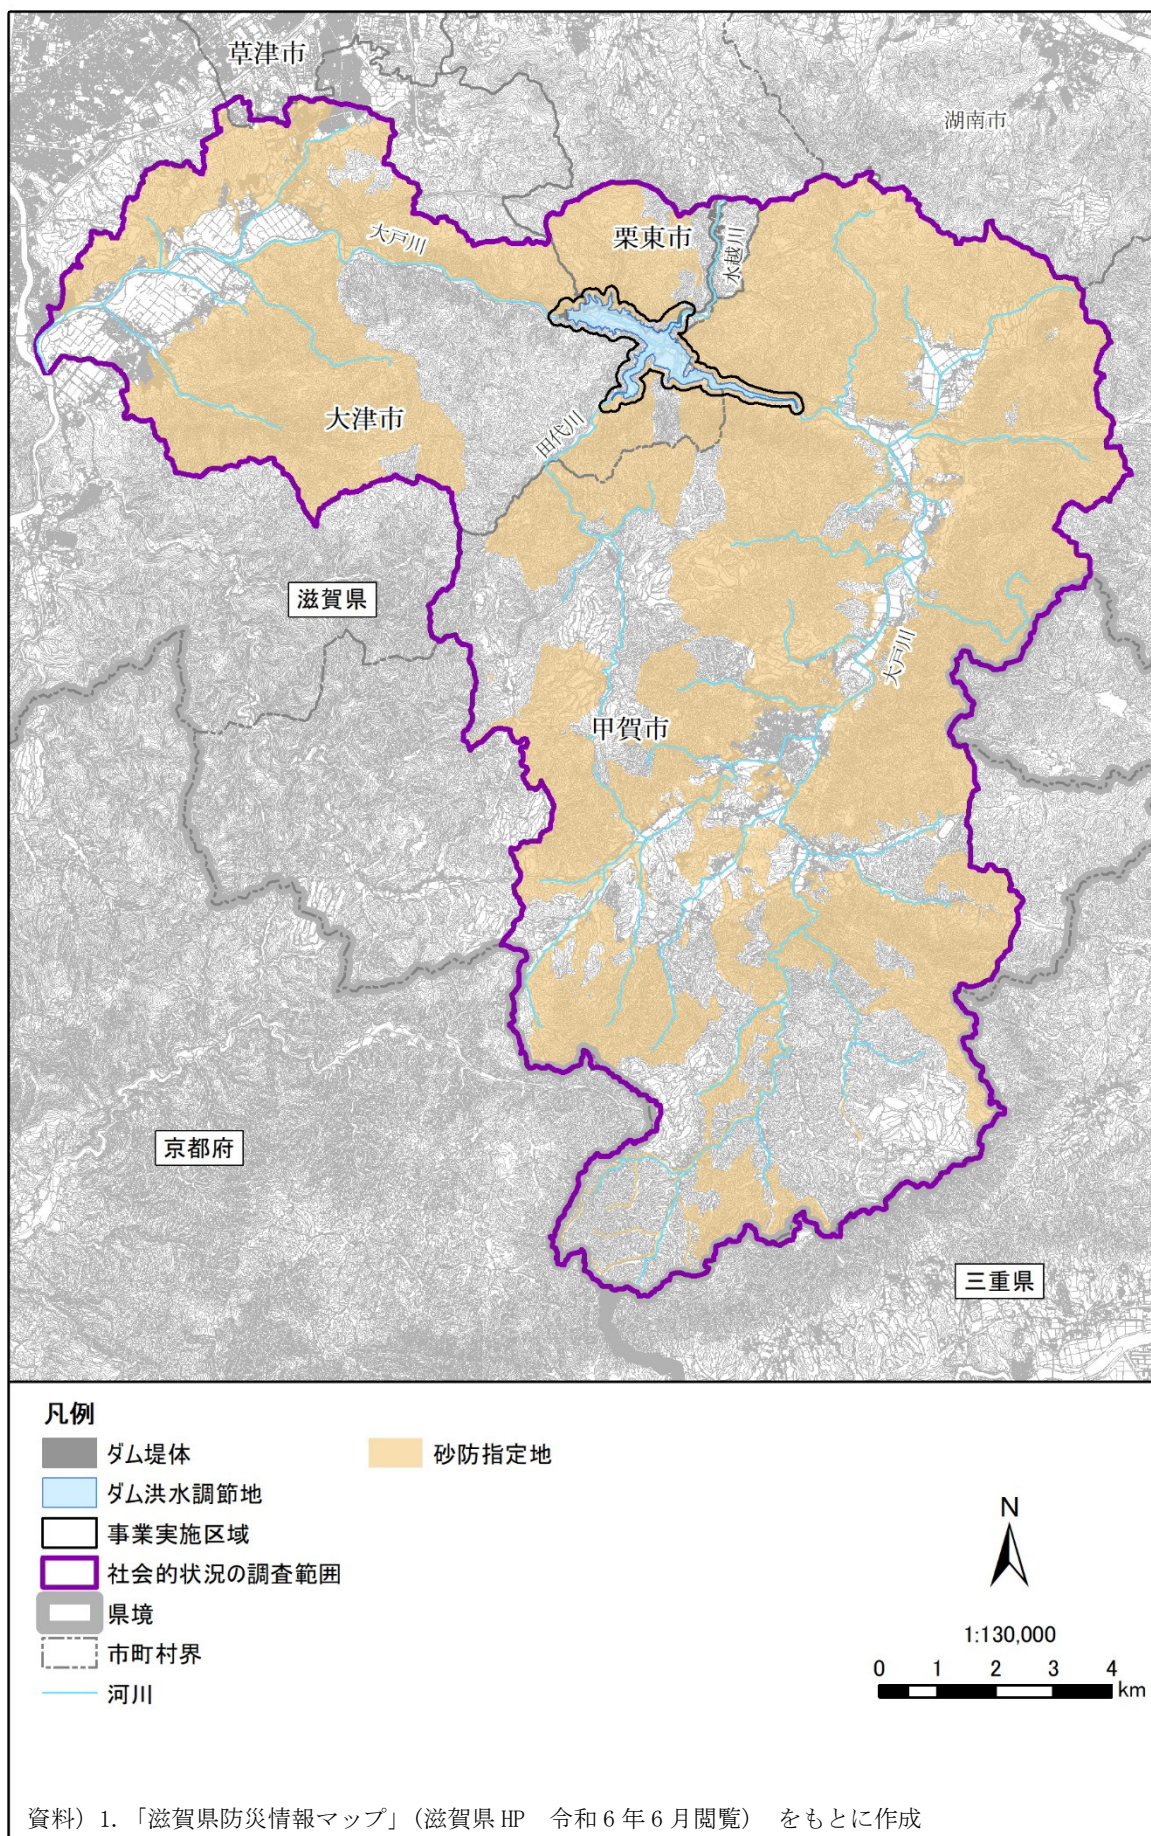 草津市
湖南市
栗東市
大戸川
水越川
大津市
田代川
滋賀県
大戸川
甲賀市
京都府
三重県
凡例
ダム堤体
砂防指定地
ダム洪水調節地
事業実施区域
社会的状況の調査範囲
県境
市町村界
河川
N
1:130,000
0 1 2 3 4
km
資料）1. 「滋賀県防災情報マップ」（滋賀県 HP　令和 6 年 6 月閲覧）　をもとに作成